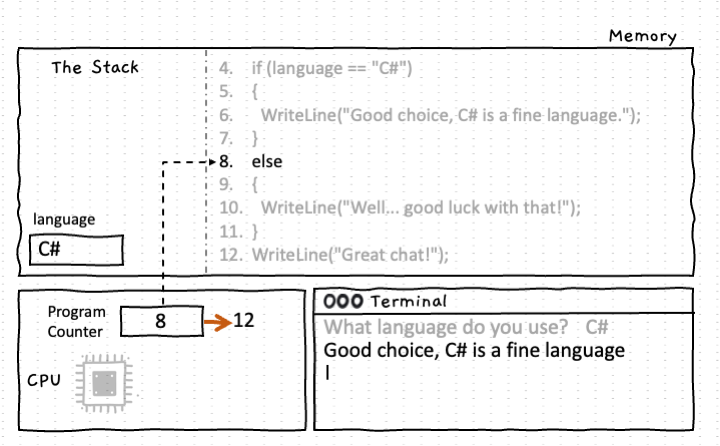 Memory
The Stack
4. if (language == "C#")
5. {
6. WriteLine("Good choice, C# is a fine language.");
7. }
8. else
9. {
10. WriteLine("Well... good luck with that!");
11. }
12. WriteLine("Great chat!");
language
C#
Program
Counter
8
12
CPU
OOO Terminal
What language do you use? C#
Good choice, C# is a fine language
|